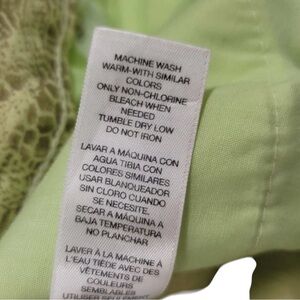 MACHINE WASH
WARM-WITH SIMILAR
COLORS
ONLY NON-CHLORINE
BLEACH WHEN
NEEDED
TUMBLE DRY LOW
DO NOT IRON
LAVAR A MÁQUINA CON
AGUA TIBIA CON
COLORES SIMILARES
USAR BLANQUEADOR
SIN CLORO CUANDO
SE NECESITE,
SECAR A MÁQUINA A
BAJA TEMPERATURA
NO PLANCHAR
LAVER À LA MACHINE À
L'EAU TIÈDE AVEC DES
VÊTEMENTS DE
COULEURS
SEMBLABLES
UTILISER SEULEMENT